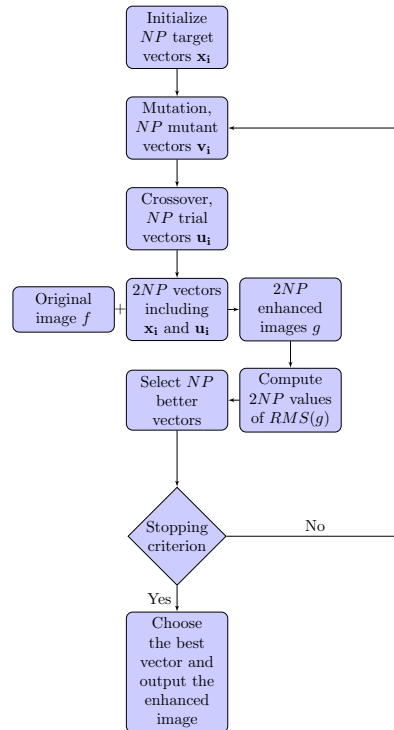 Initialize
NP target
vectors xᵢ
Mutation,
NP mutant
vectors vᵢ
Crossover,
NP trial
vectors uᵢ
Original
image f
+
2NP vectors
including
xᵢ and uᵢ
2NP
enhanced
images g
Compute
2NP values
of RMS(g)
Select NP
better
vectors
Stopping
criterion
No
Yes
Choose
the best
vector and
output the
enhanced
image